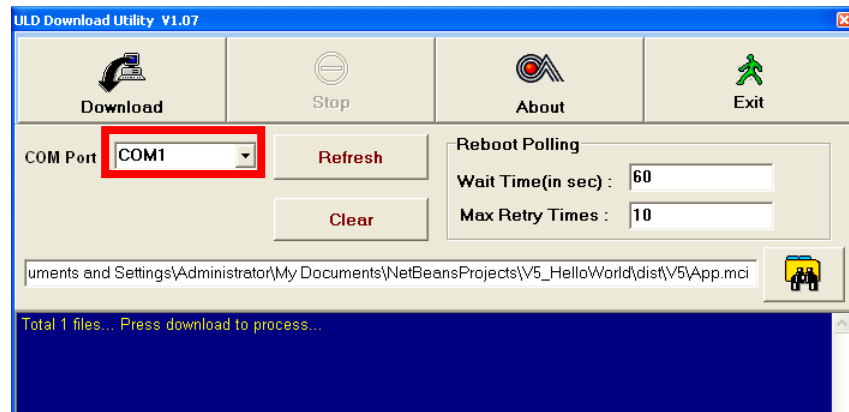 ULD Download Utility V1.07
Download
Stop
About
Exit
COM Port
COM1
Refresh
Clear
Reboot Polling
Wait Time(in sec) :
60
Max Retry Times :
10
uments and Settings\Administrator\My Documents\NetBeansProjects\V5_HelloWorld\dist\V5\App.mci
Total 1 files... Press download to process...